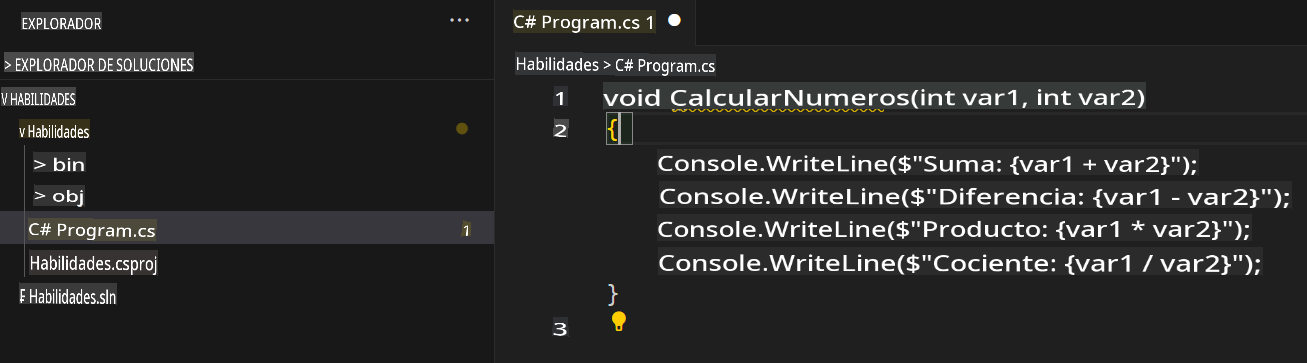 EXPLORADOR
> EXPLORADOR DE SOLUCIONES
V HABILIDADES
v Habilidades
> bin
> obj
C# Program.cs 1
Habilidades.csproj
Habilidades.sln
C# Program.cs 1
Habilidades > C# Program.cs
1 void CalcularNumeros(int var1, int var2)
2 {
Console.WriteLine($"Suma: {var1 + var2}");
Console.WriteLine($"Diferencia: {var1 - var2}");
Console.WriteLine($"Producto: {var1 * var2}");
Console.WriteLine($"Cociente: {var1 / var2}");
}
3